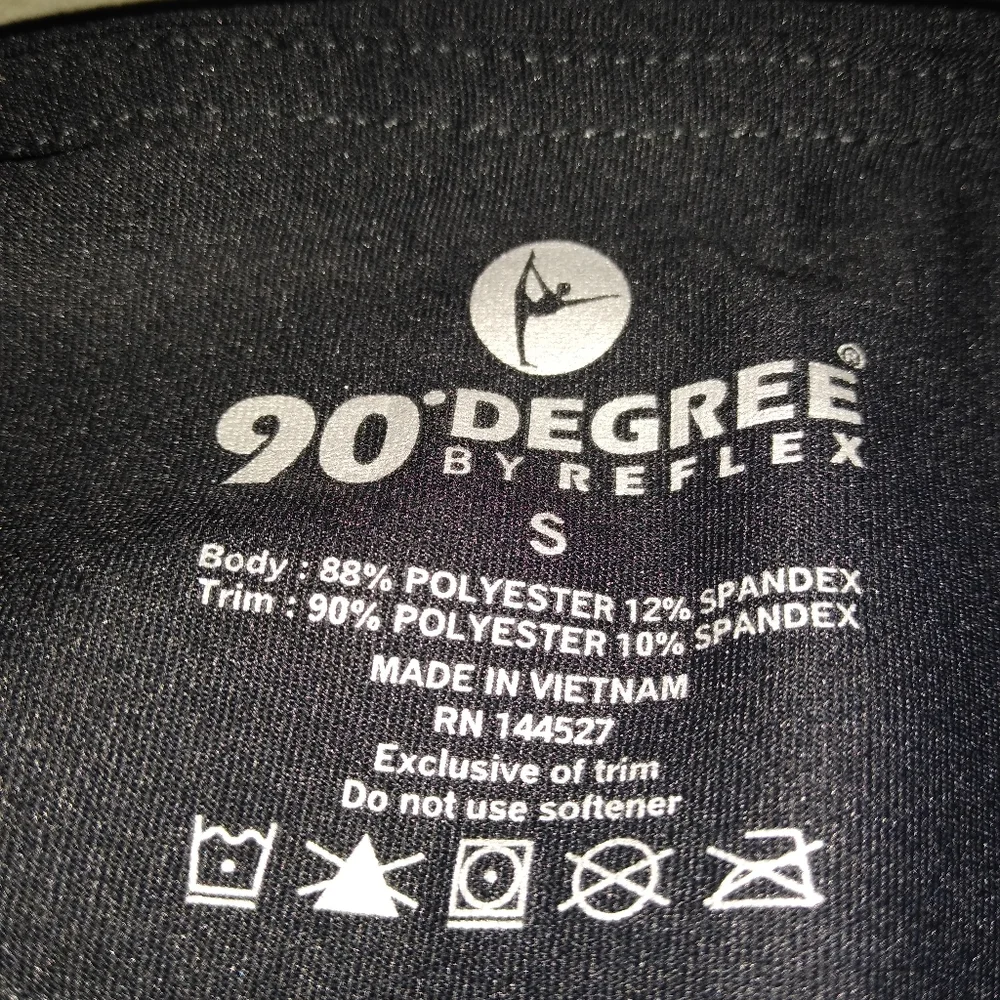 90°DEGREE®
BY REFLEX
S
Body : 88% POLYESTER 12% SPANDEX
Trim : 90% POLYESTER 10% SPANDEX
MADE IN VIETNAM
RN 144527
Exclusive of trim
Do not use softener